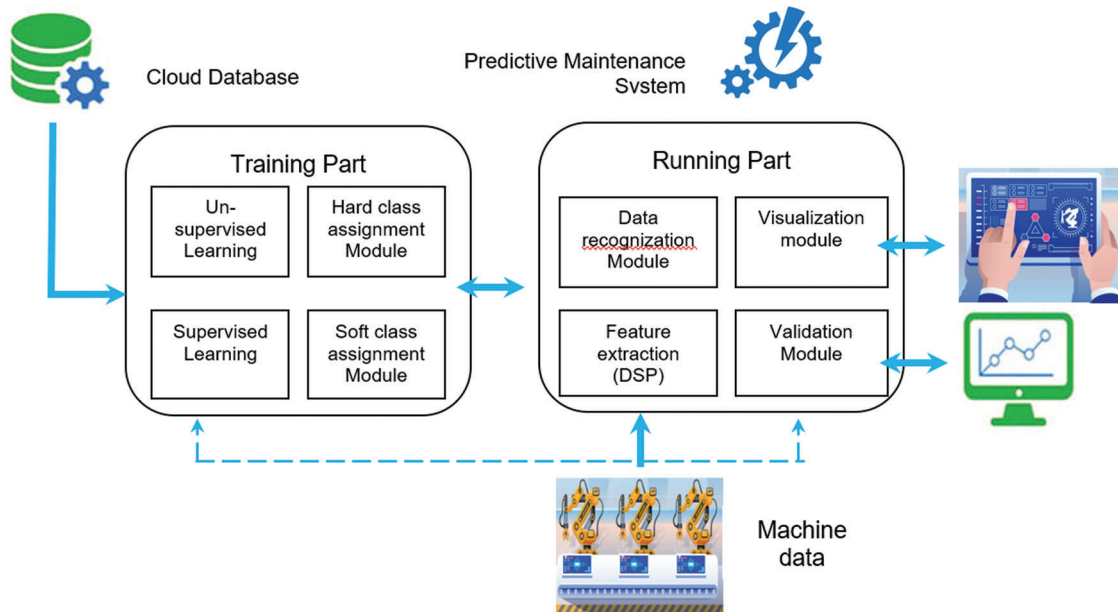 Cloud Database
Predictive Maintenance
Svstem
Training Part
Un-
supervised
Learning
Hard class
assignment
Module
Supervised
Learning
Soft class
assignment
Module
Running Part
Data
recognization
Module
Visualization
module
Feature
extraction
(DSP)
Validation
Module
Machine
data